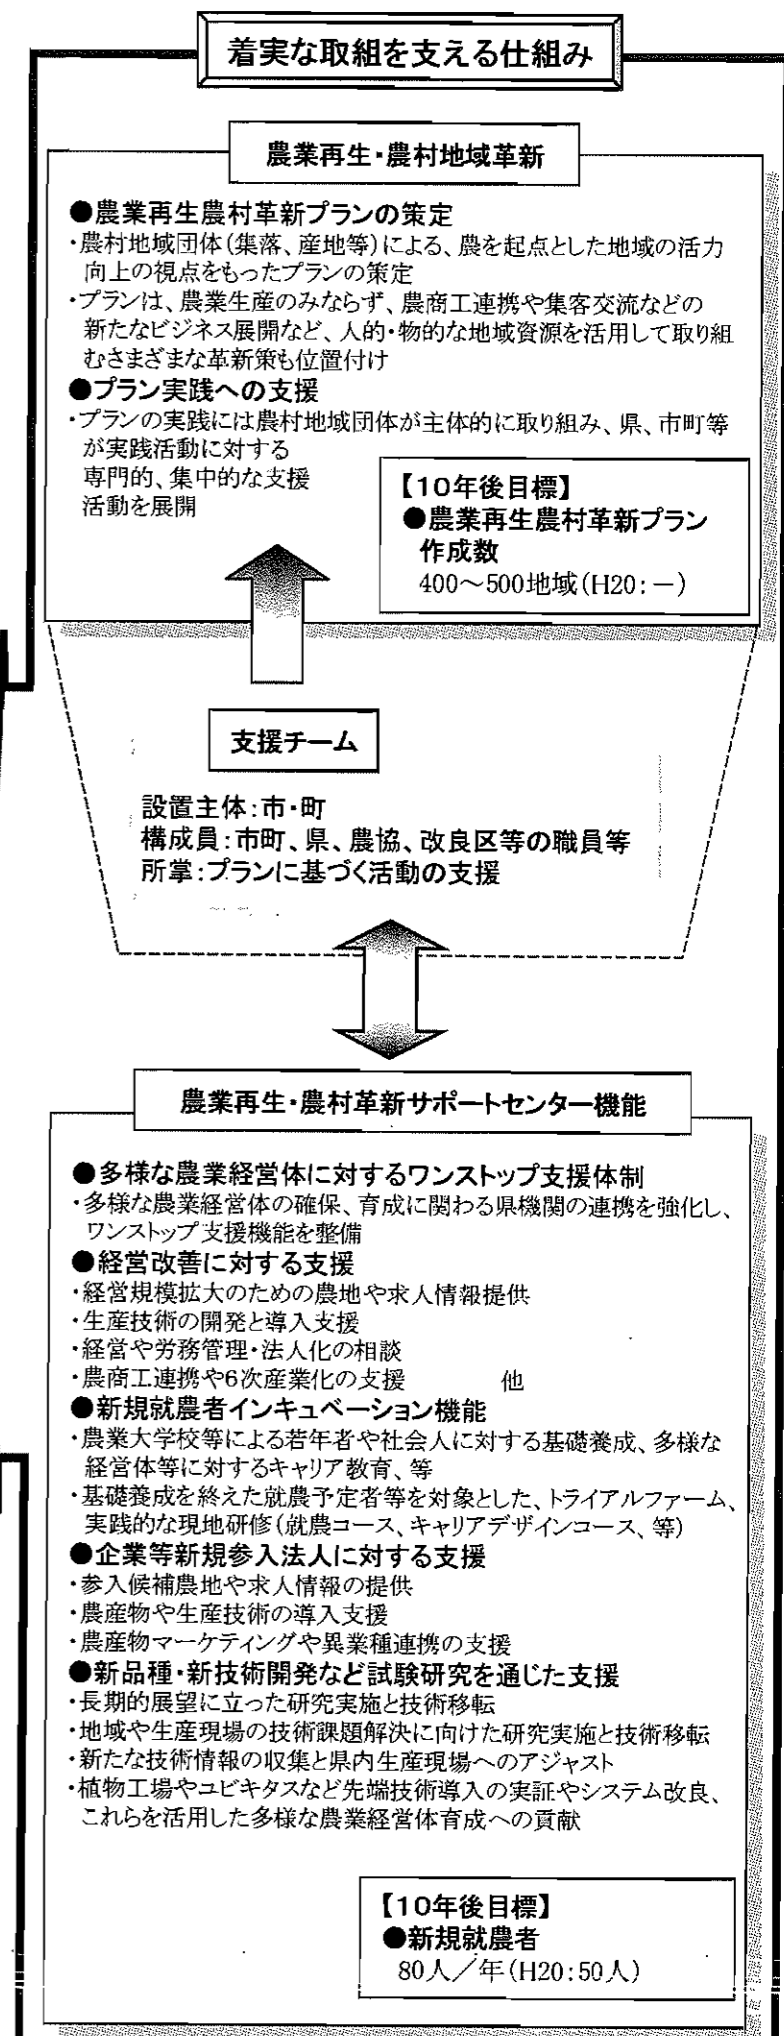 着実な取組を支える仕組み
農業再生・農村地域革新
●農業再生農村革新プランの策定
・農村地域団体(集落、産地等)による、農を起点とした地域の活力
向上の視点をもったプランの策定
・プランは、農業生産のみならず、農商工連携や集客交流などの
新たなビジネス展開など、人的・物的な地域資源を活用して取り組
むさまざまな革新策も位置付け
●プラン実践への支援
・プランの実践には農村地域団体が主体的に取り組み、県、市町等
が実践活動に対する
専門的、集中的な支援
活動を展開
【10年後目標】
●農業再生農村革新プラン
作成数
400～500地域(H20:－)
支援チーム
設置主体:市・町
構成員:市町、県、農協、改良区等の職員等
所掌:プランに基づく活動の支援
農業再生・農村革新サポートセンター機能
●多様な農業経営体に対するワンストップ支援体制
・多様な農業経営体の確保、育成に関わる県機関の連携を強化し、
ワンストップ支援機能を整備
●経営改善に対する支援
・経営規模拡大のための農地や求人情報提供
・生産技術の開発と導入支援
・経営や労務管理・法人化の相談
・農商工連携や6次産業化の支援　　　他
●新規就農者インキュベーション機能
・農業大学校等による若年者や社会人に対する基礎養成、多様な
経営体等に対するキャリア教育、等
・基礎養成を終えた就農予定者等を対象とした、トライアルファーム、
実践的な現地研修(就農コース、キャリアデザインコース、等)
●企業等新規参入法人に対する支援
・参入候補農地や求人情報の提供
・農産物や生産技術の導入支援
・農産物マーケティングや異業種連携の支援
●新品種・新技術開発など試験研究を通じた支援
・長期的展望に立った研究実施と技術移転
・地域や生産現場の技術課題解決に向けた研究実施と技術移転
・新たな技術情報の収集と県内生産現場へのアジャスト
・植物工場やユビキタスなど先端技術導入の実証やシステム改良、
これらを活用した多様な農業経営体育成への貢献
【10年後目標】
●新規就農者
80人／年(H20:50人)